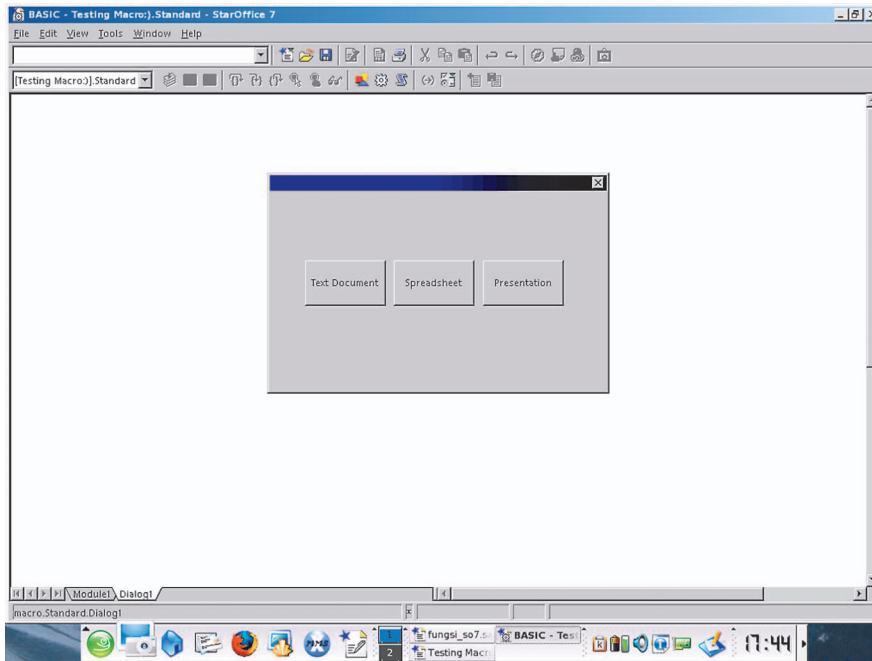 BASIC - Testing Macro:).Standard - StarOffice 7
File Edit View Tools Window Help
[Testing Macro:)].Standard
Text Document Spreadsheet Presentation
Module1 Dialog1
macro.Standard.Dialog1
1 fungi_so7.s BASIC - Test
2 Testing Macr
17:44